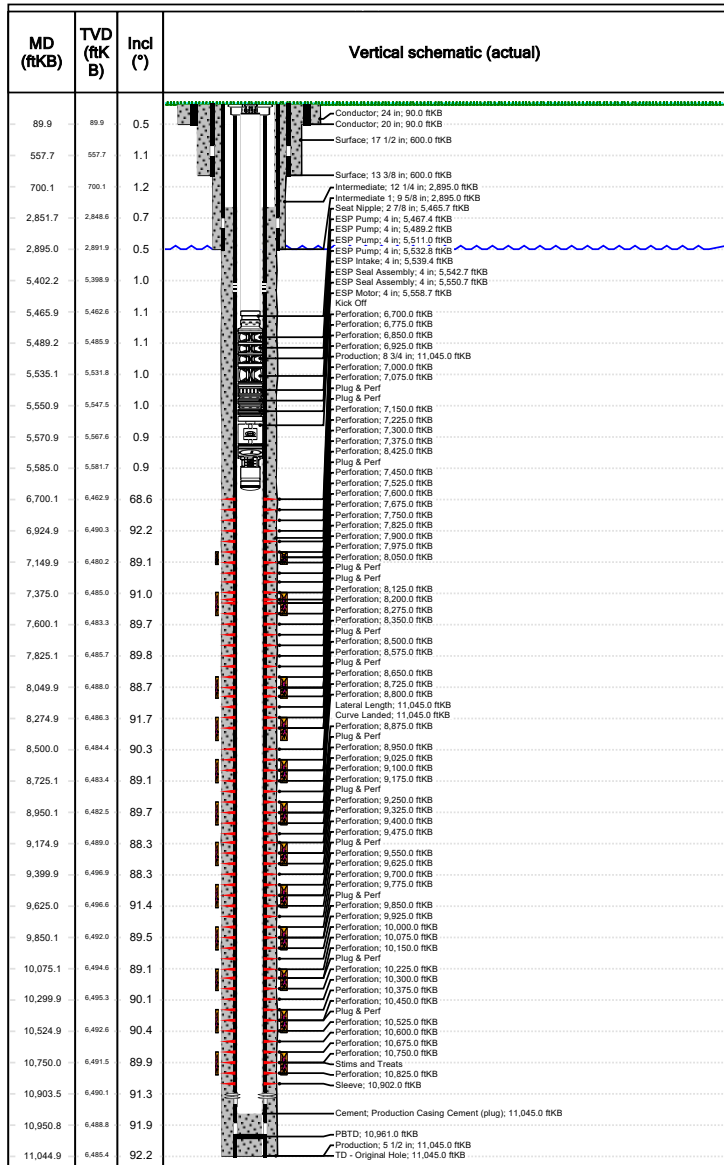 MD (ftKB)
TVD (ftK B)
Incl (°)
Vertical schematic (actual)
89.9 89.9 0.5
557.7 557.7 1.1
700.1 700.1 1.2
2,851.7 2,848.6 0.7
2,895.0 2,891.9 0.5
5,402.2 5,398.9 1.0
5,465.9 5,462.6 1.1
5,489.2 5,485.9 1.1
5,535.1 5,531.8 1.0
5,550.9 5,547.5 1.0
5,570.9 5,567.6 0.9
5,585.0 5,581.7 0.9
6,700.1 6,462.9 68.6
6,924.9 6,490.3 92.2
7,149.9 6,480.2 89.1
7,375.0 6,485.0 91.0
7,600.1 6,483.3 89.7
7,825.1 6,485.7 89.8
8,049.9 6,488.0 88.7
8,274.9 6,486.3 91.7
8,500.0 6,484.4 90.3
8,725.1 6,483.4 89.1
8,950.1 6,482.5 89.7
9,174.9 6,489.0 88.3
9,399.9 6,496.9 88.3
9,625.0 6,496.6 91.4
9,850.1 6,492.0 89.5
10,075.1 6,494.6 89.1
10,299.9 6,495.3 90.1
10,524.9 6,492.6 90.4
10,750.0 6,491.5 89.9
10,903.5 6,490.1 91.3
10,950.8 6,488.8 91.9
11,044.9 6,485.4 92.2
Conductor; 24 in; 90.0 ftKB
Conductor; 20 in; 90.0 ftKB
Surface; 17 1/2 in; 600.0 ftKB
Surface; 13 3/8 in; 600.0 ftKB
Intermediate; 12 1/4 in; 2,895.0 ftKB
Intermediate 1; 9 5/8 in; 2,895.0 ftKB
Seat Nipple; 2 7/8 in; 5,465.7 ftKB
ESP Pump; 4 in; 5,467.4 ftKB
ESP Pump; 4 in; 5,489.2 ftKB
ESP Pump; 4 in; 5,511.0 ftKB
ESP Pump; 4 in; 5,532.8 ftKB
ESP Intake; 4 in; 5,539.4 ftKB
ESP Seal Assembly; 4 in; 5,542.7 ftKB
ESP Seal Assembly; 4 in; 5,550.7 ftKB
ESP Motor; 4 in; 5,558.7 ftKB
Kick Off
Perforation; 6,700.0 ftKB
Perforation; 6,775.0 ftKB
Perforation; 6,850.0 ftKB
Perforation; 6,925.0 ftKB
Production; 8 3/4 in; 11,045.0 ftKB
Perforation; 7,000.0 ftKB
Perforation; 7,075.0 ftKB
Plug & Perf
Plug & Perf
Perforation; 7,150.0 ftKB
Perforation; 7,225.0 ftKB
Perforation; 7,300.0 ftKB
Perforation; 7,375.0 ftKB
Perforation; 8,425.0 ftKB
Plug & Perf
Perforation; 7,450.0 ftKB
Perforation; 7,525.0 ftKB
Perforation; 7,600.0 ftKB
Perforation; 7,675.0 ftKB
Perforation; 7,750.0 ftKB
Perforation; 7,825.0 ftKB
Perforation; 7,900.0 ftKB
Perforation; 7,975.0 ftKB
Perforation; 8,050.0 ftKB
Plug & Perf
Plug & Perf
Perforation; 8,125.0 ftKB
Perforation; 8,200.0 ftKB
Perforation; 8,275.0 ftKB
Perforation; 8,350.0 ftKB
Plug & Perf
Perforation; 8,500.0 ftKB
Perforation; 8,575.0 ftKB
Plug & Perf
Perforation; 8,650.0 ftKB
Perforation; 8,725.0 ftKB
Perforation; 8,800.0 ftKB
Lateral Length; 11,045.0 ftKB
Curve Landed; 11,045.0 ftKB
Perforation; 8,875.0 ftKB
Plug & Perf
Perforation; 8,950.0 ftKB
Perforation; 9,025.0 ftKB
Perforation; 9,100.0 ftKB
Perforation; 9,175.0 ftKB
Plug & Perf
Perforation; 9,250.0 ftKB
Perforation; 9,325.0 ftKB
Perforation; 9,400.0 ftKB
Perforation; 9,475.0 ftKB
Plug & Perf
Perforation; 9,550.0 ftKB
Perforation; 9,625.0 ftKB
Perforation; 9,700.0 ftKB
Perforation; 9,775.0 ftKB
Plug & Perf
Perforation; 9,850.0 ftKB
Perforation; 9,925.0 ftKB
Perforation; 10,000.0 ftKB
Perforation; 10,075.0 ftKB
Perforation; 10,150.0 ftKB
Plug & Perf
Perforation; 10,225.0 ftKB
Perforation; 10,300.0 ftKB
Perforation; 10,375.0 ftKB
Perforation; 10,450.0 ftKB
Plug & Perf
Perforation; 10,525.0 ftKB
Perforation; 10,600.0 ftKB
Perforation; 10,675.0 ftKB
Perforation; 10,750.0 ftKB
Stims and Treats
Perforation; 10,825.0 ftKB
Sleeve; 10,902.0 ftKB
Cement; Production Casing Cement (plug); 11,045.0 ftKB
PBTD; 10,961.0 ftKB
Production; 5 1/2 in; 11,045.0 ftKB
TD - Original Hole; 11,045.0 ftKB